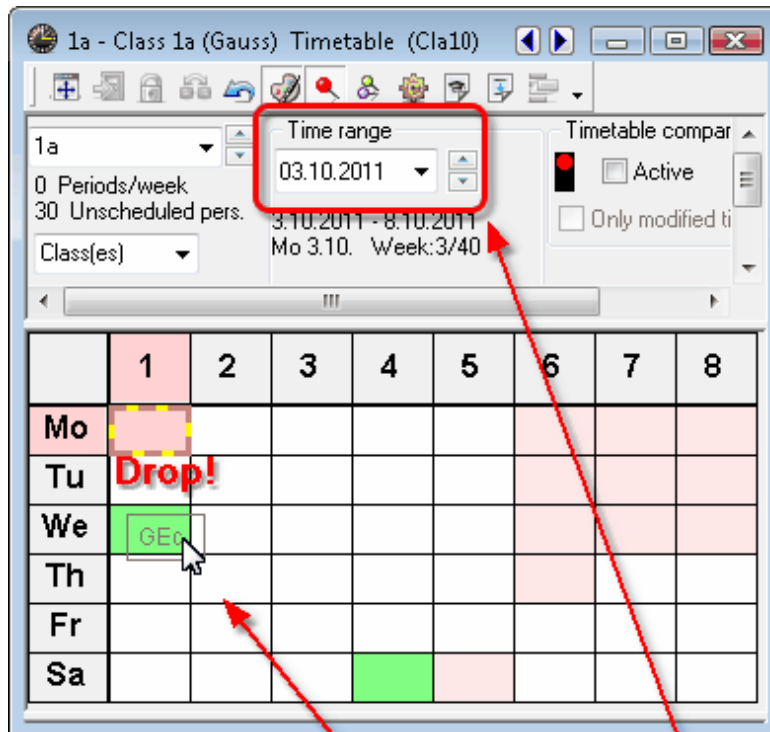 1a - Class 1a (Gauss) Timetable (Cla10)
Time range
Timetable compar
1a
03.10.2011
Active
0 Periods/week
30 Unscheduled pers.
3.10.2011 - 8.10.2011
Only modified ti
Mo 3.10. Week:3/40
Class(es)
1 2 3 4 5 6 7 8
Mo
Drop!
Tu
We
GEc
Th
Fr
Sa